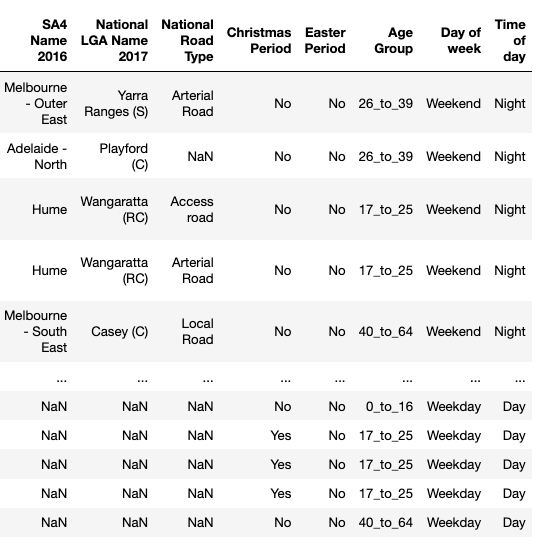 SA4 Name 2016 National LGA Name 2017 National Road Type Christmas Period Easter Period Age Group Day of week Time of day
Melbourne - Outer East Yarra Ranges (S) Arterial Road No No 26_to_39 Weekend Night
Adelaide - North Playford (C) NaN No No 26_to_39 Weekend Night
Hume Wangaratta (RC) Access road No No 17_to_25 Weekend Night
Hume Wangaratta (RC) Arterial Road No No 17_to_25 Weekend Night
Melbourne - South East Casey (C) Local Road No No 40_to_64 Weekend Night
... ... ... ... ... ... ... ...
NaN NaN NaN No No 0_to_16 Weekday Day
NaN NaN NaN Yes No 17_to_25 Weekday Day
NaN NaN NaN Yes No 17_to_25 Weekday Day
NaN NaN NaN Yes No 17_to_25 Weekday Day
NaN NaN NaN No No 40_to_64 Weekday Day